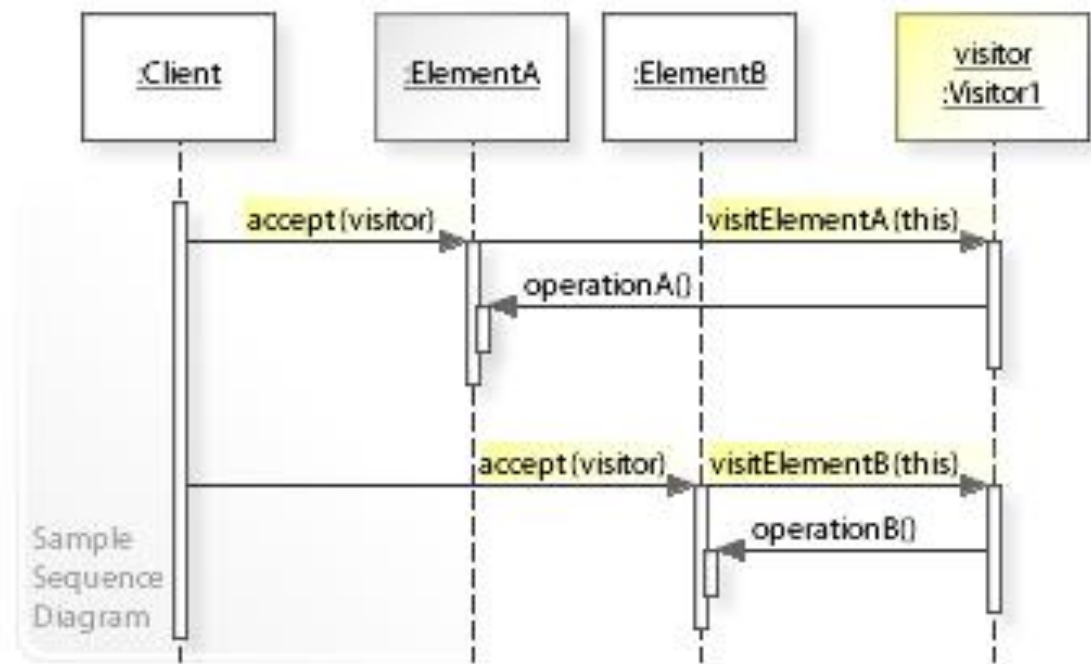 :Client
:ElementA
:ElementB
visitor
:Visitor1
accept(visitor)
visitElementA(this)
operationA()
accept(visitor)
visitElementB(this)
operationB()
Sample
Sequence
Diagram